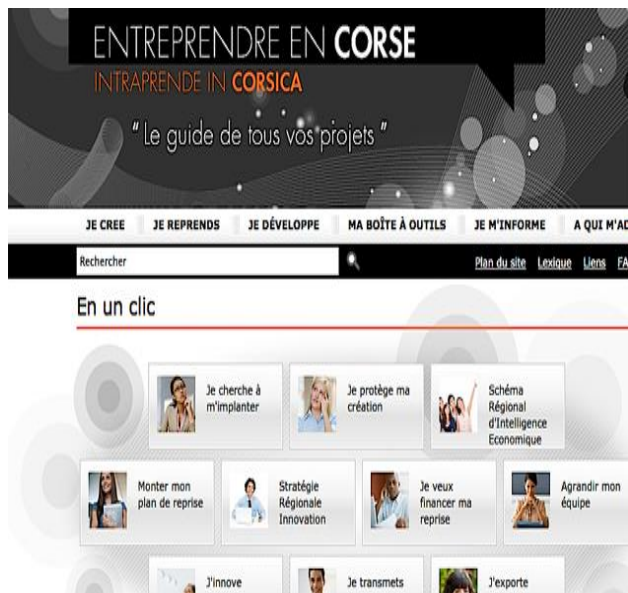 ENTREPRENDRE EN CORSE
INTRAPRENDE IN CORSICA
" Le guide de tous vos projets "
JE CREE JE REPRENDS JE DÉVELOPPE MA BOÎTE À OUTILS JE M'INFORME A QUI M'AD
Rechercher Plan du site Lexique Liens FA
En un clic
Je cherche à
m'implanter
Je protège ma
création
Schéma
Régional
d'Intelligence
Economique
Monter mon
plan de reprise
Stratégie
Régionale
Innovation
Je veux
financer ma
reprise
Agrandir mon
équipe
J'innove
Je transmets
J'exporte